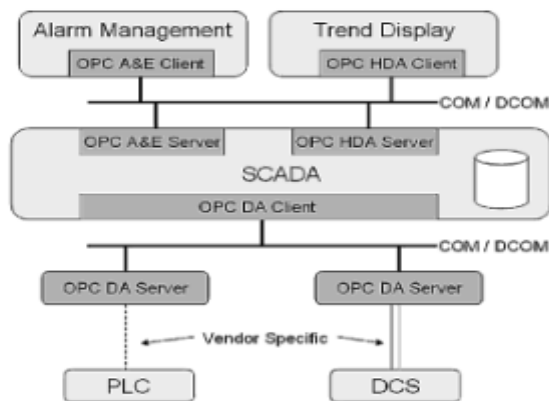 Alarm Management
Trend Display
OPC A&E Client
OPC HDA Client
COM / DCOM
OPC A&E Server
OPC HDA Server
SCADA
OPC DA Client
COM / DCOM
OPC DA Server
OPC DA Server
Vendor Specific
PLC
DCS